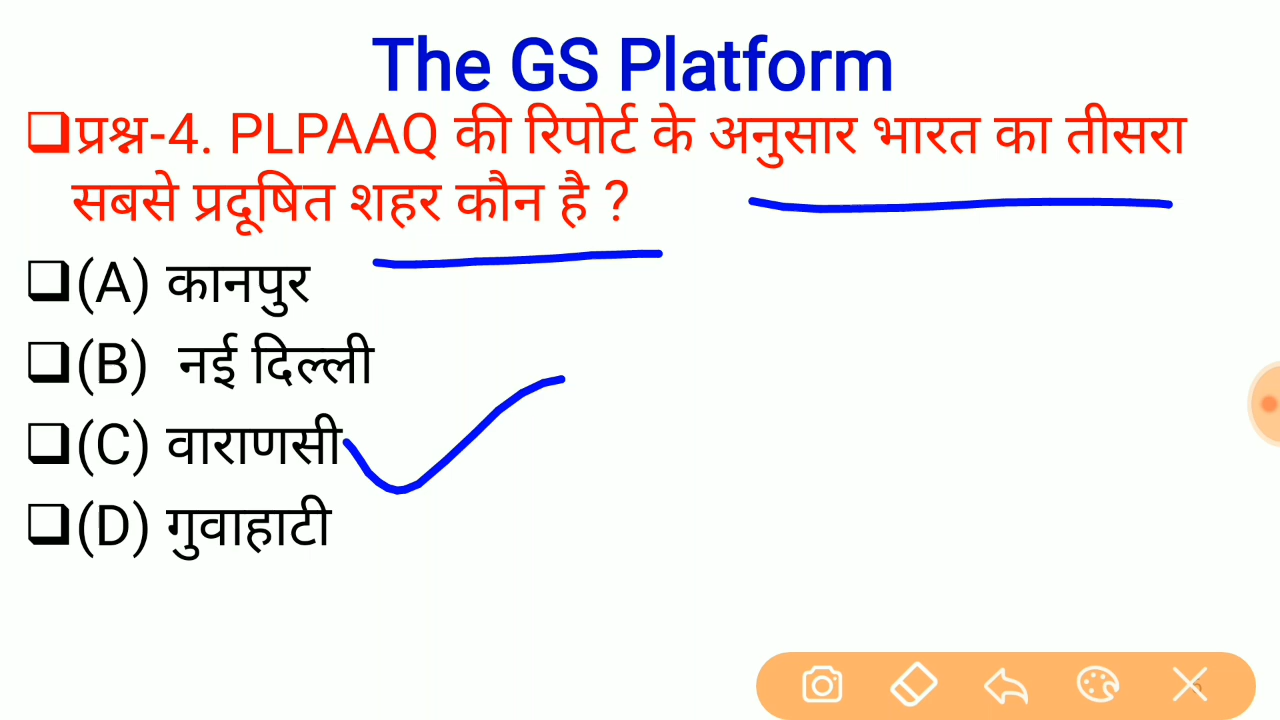 The GS Platform
❑प्रश्न-4. PLPAAQ की रिपोर्ट के अनुसार भारत का तीसरा
सबसे प्रदूषित शहर कौन है ?
❑(A) कानपुर
❑(B) नई दिल्ली
❑(C) वाराणसी
❑(D) गुवाहाटी